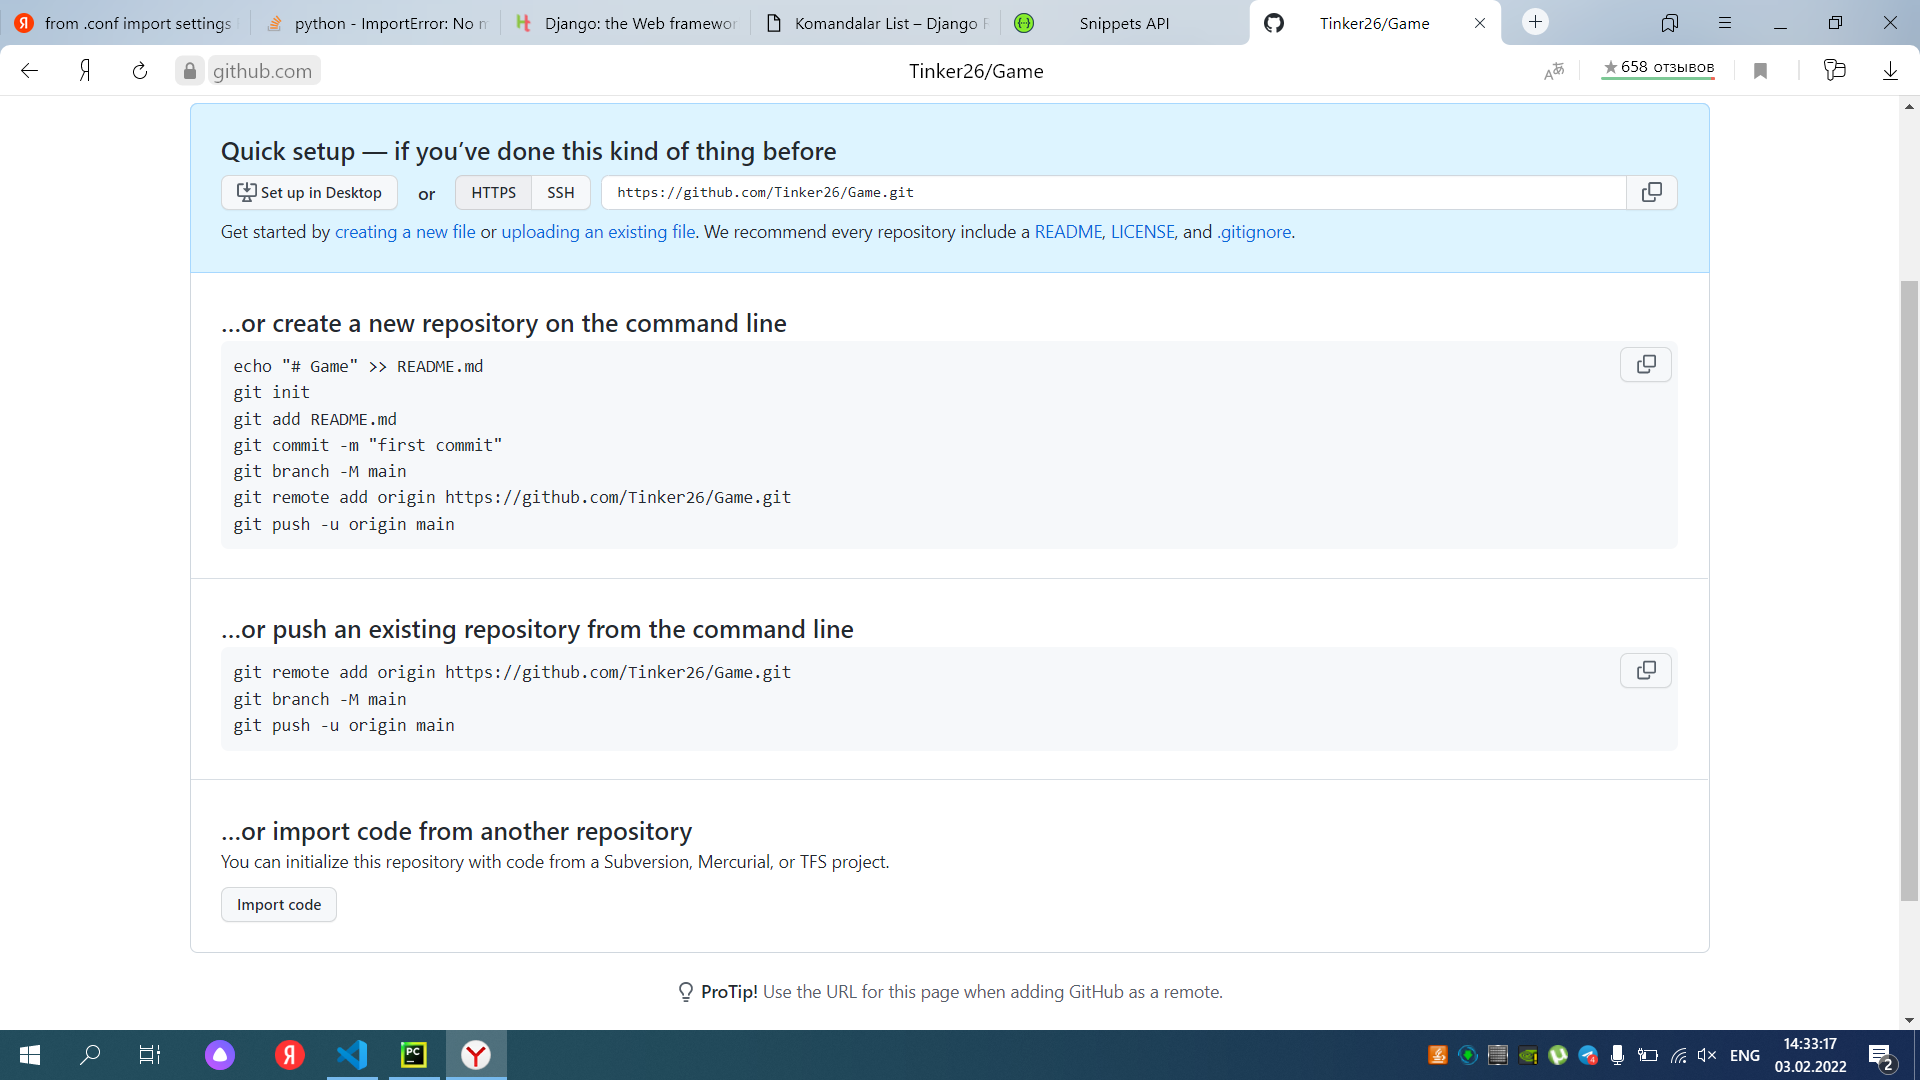 from .conf import settings
python - ImportError: No m
Django: the Web framewor
Komandalar List – Django R
Snippets API
Tinker26/Game
github.com
Tinker26/Game
658 отзывов
Quick setup — if you’ve done this kind of thing before
Set up in Desktop or HTTPS SSH https://github.com/Tinker26/Game.git
Get started by creating a new file or uploading an existing file. We recommend every repository include a README, LICENSE, and .gitignore.
…or create a new repository on the command line
echo "# Game" >> README.md
git init
git add README.md
git commit -m "first commit"
git branch -M main
git remote add origin https://github.com/Tinker26/Game.git
git push -u origin main
…or push an existing repository from the command line
git remote add origin https://github.com/Tinker26/Game.git
git branch -M main
git push -u origin main
…or import code from another repository
You can initialize this repository with code from a Subversion, Mercurial, or TFS project.
Import code
ProTip! Use the URL for this page when adding GitHub as a remote.
ENG
14:33:17
03.02.2022
2